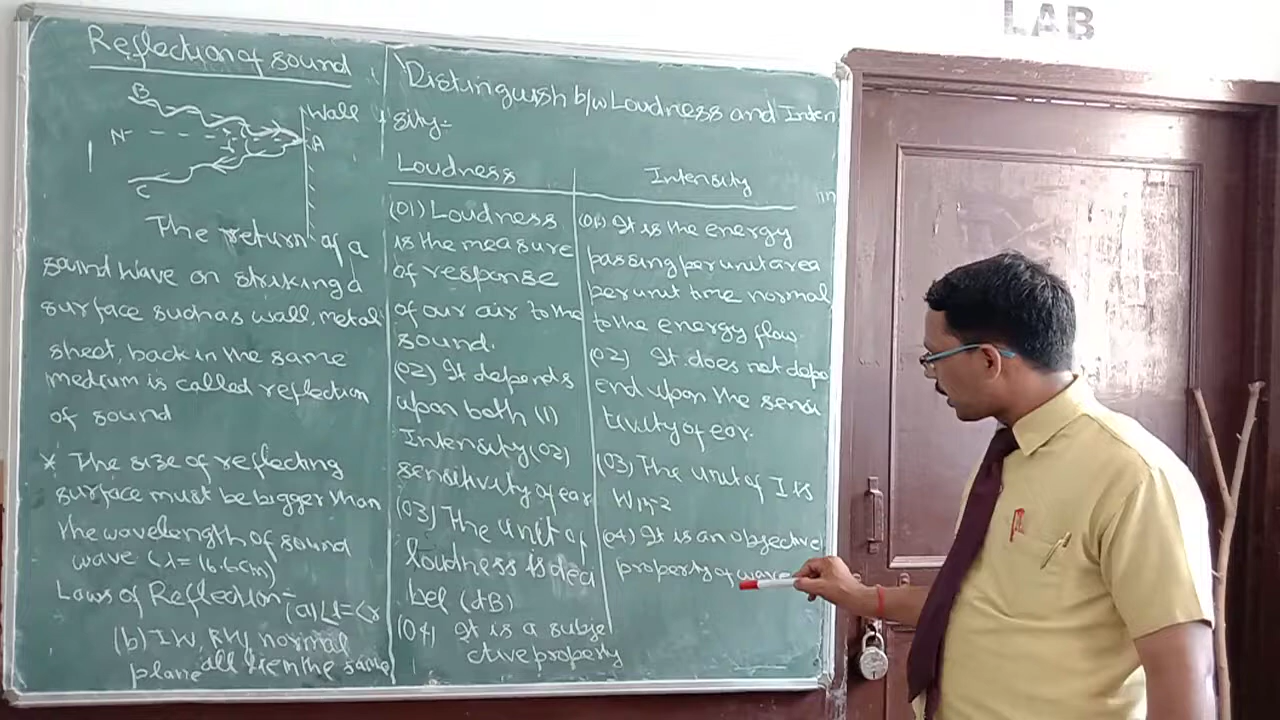 LAB
Reflection of sound
B
Wall
N
A
r
C
The return of a
sound wave on striking a
surface such as wall, metal
sheet, back in the same
medium is called reflection
of sound
* The size of reflecting
surface must be bigger than
the wavelength of sound
wave (λ = 16.6cm)
Laws of Reflection:-
(a) ∠i = ∠r
(b) IW, RW, normal
all lie in the same
plane
Distinguish b/w Loudness and Inten
sity:-
Loudness
(01) Loudness
is the measure
of response
of our air to the
sound.
(02) It depends
upon both (1)
Intensity (02)
sensitivity of ear
(03) The unit of
loudness is deci
bel (dB)
(04) It is a subje
ctive property
Intensity
(01) It is the energy
passing per unit area
per unit time normal
to the energy flow.
(02) It does not dep
end upon the sensi
tivity of ear.
(03) The unit of I is
(04) It is an objective
property of wave